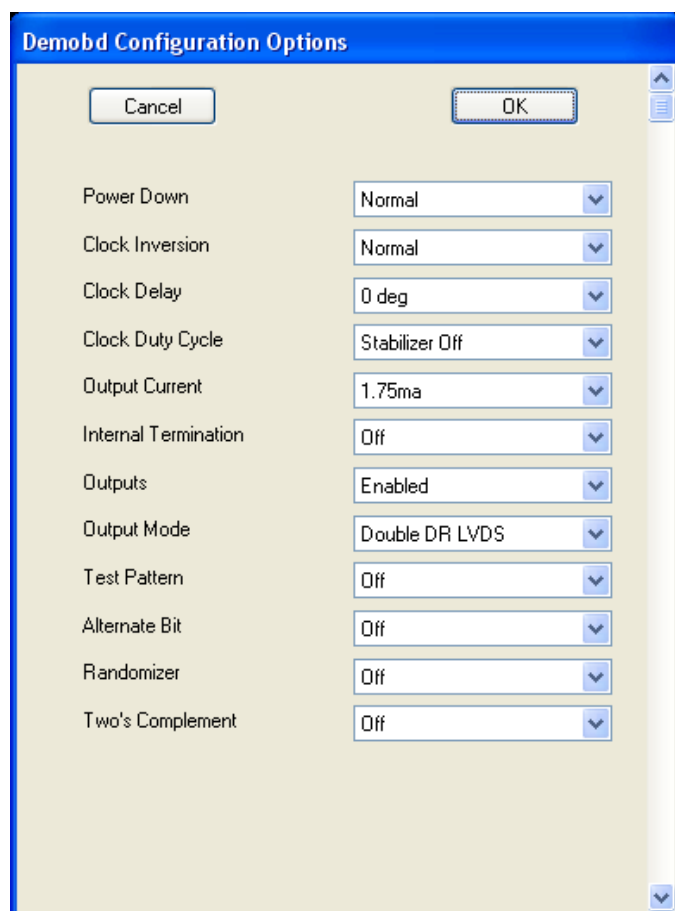 Demobd Configuration Options
Cancel OK
Power Down Normal
Clock Inversion Normal
Clock Delay 0 deg
Clock Duty Cycle Stabilizer Off
Output Current 1.75ma
Internal Termination Off
Outputs Enabled
Output Mode Double DR LVDS
Test Pattern Off
Alternate Bit Off
Randomizer Off
Two's Complement Off